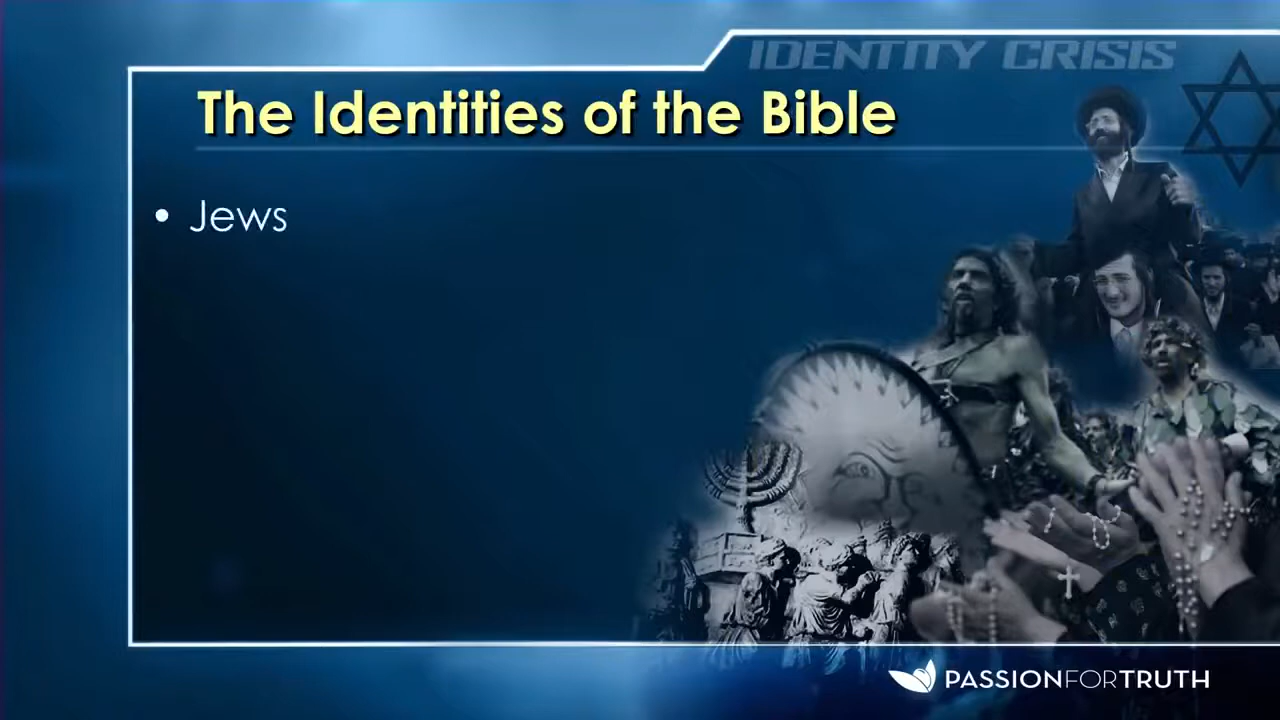 IDENTITY CRISIS
The Identities of the Bible
• Jews
PASSIONFORTRUTH